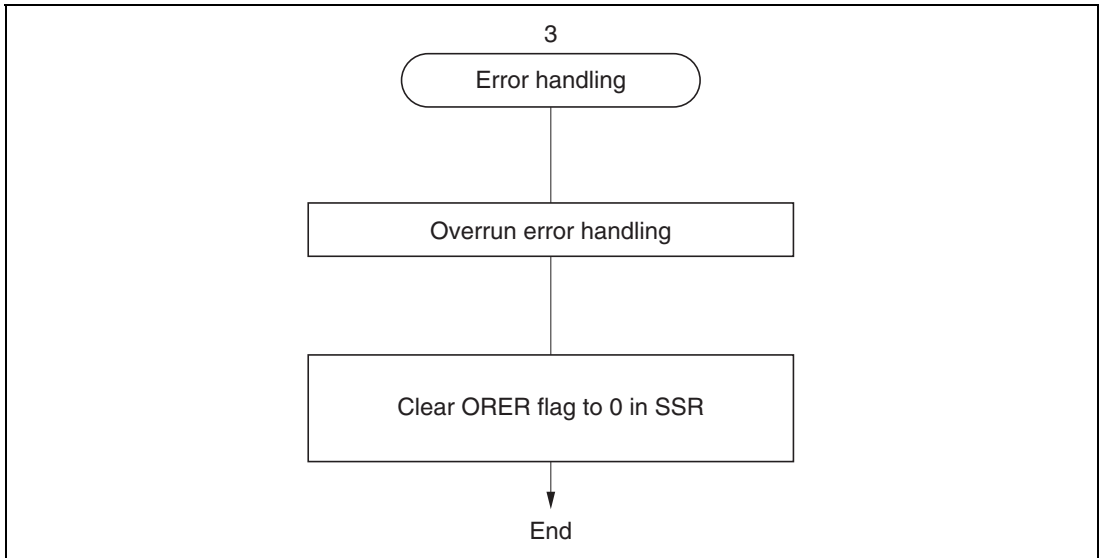 3
Error handling
Overrun error handling
Clear ORER flag to 0 in SSR
End